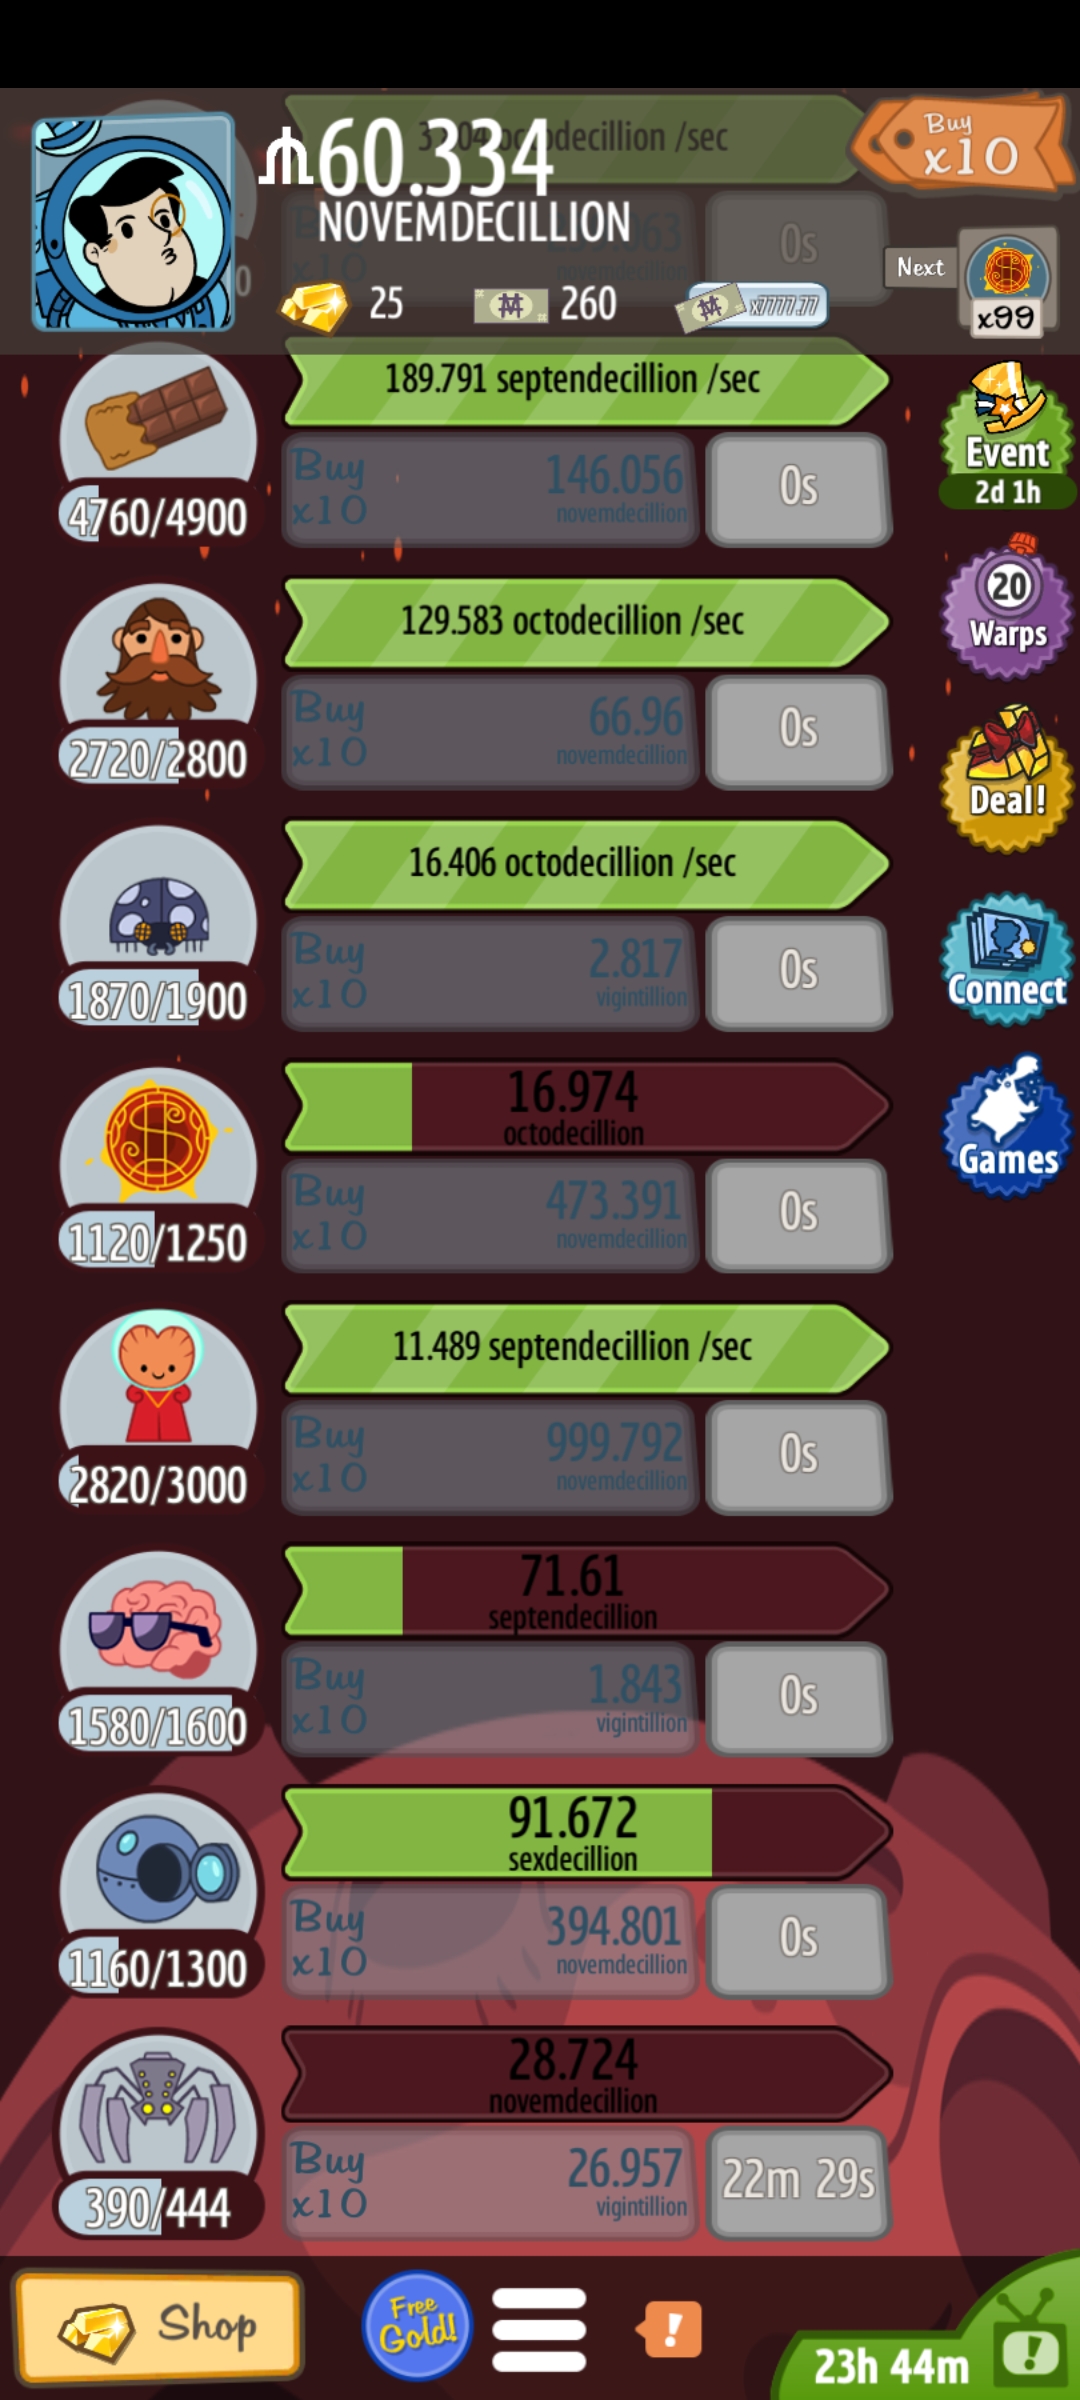 /sec
60.334
NOVEMDECILLION
Buy
x10
0s
Next
x99
25
260
x7777.77
189.791 septendecillion /sec
4760/4900
Buy
x10
146.056
novemdecillion
0s
Event
2d 1h
129.583 octodecillion /sec
2720/2800
Buy
x10
66.96
novemdecillion
0s
20
Warps
Deal!
16.406 octodecillion /sec
1870/1900
Buy
x10
2.817
vigintillion
0s
Connect
16.974
octodecillion
1120/1250
Buy
x10
473.391
novemdecillion
0s
Games
11.489 septendecillion /sec
2820/3000
Buy
x10
999.792
novemdecillion
0s
71.61
septendecillion
1580/1600
Buy
x10
1.843
vigintillion
0s
91.672
sexdecillion
1160/1300
Buy
x10
394.801
novemdecillion
0s
28.724
novemdecillion
390/444
Buy
x10
26.957
vigintillion
22m 29s
Shop
Free
Gold!
!
23h 44m
!